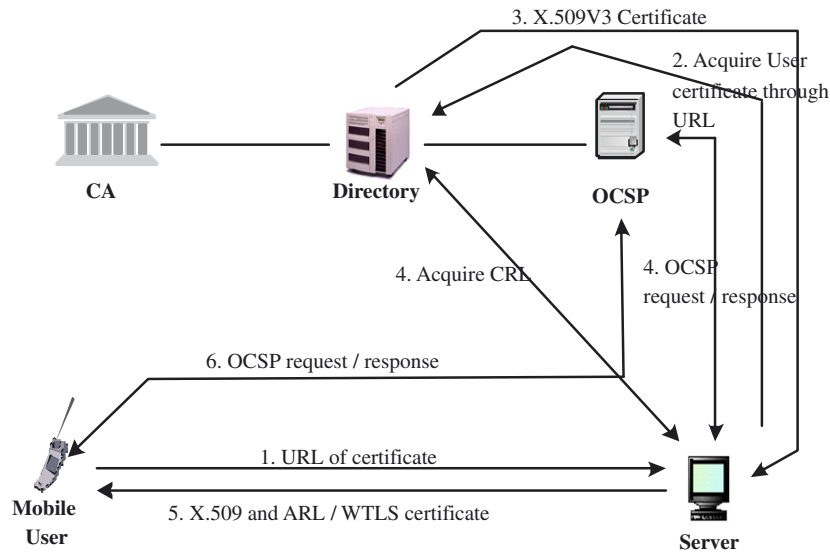 3. X.509V3 Certificate
2. Acquire User
certificate through
URL
CA
Directory
OCSP
4. Acquire CRL
4. OCSP
request / response
6. OCSP request / response
1. URL of certificate
5. X.509 and ARL / WTLS certificate
Mobile
User
Server